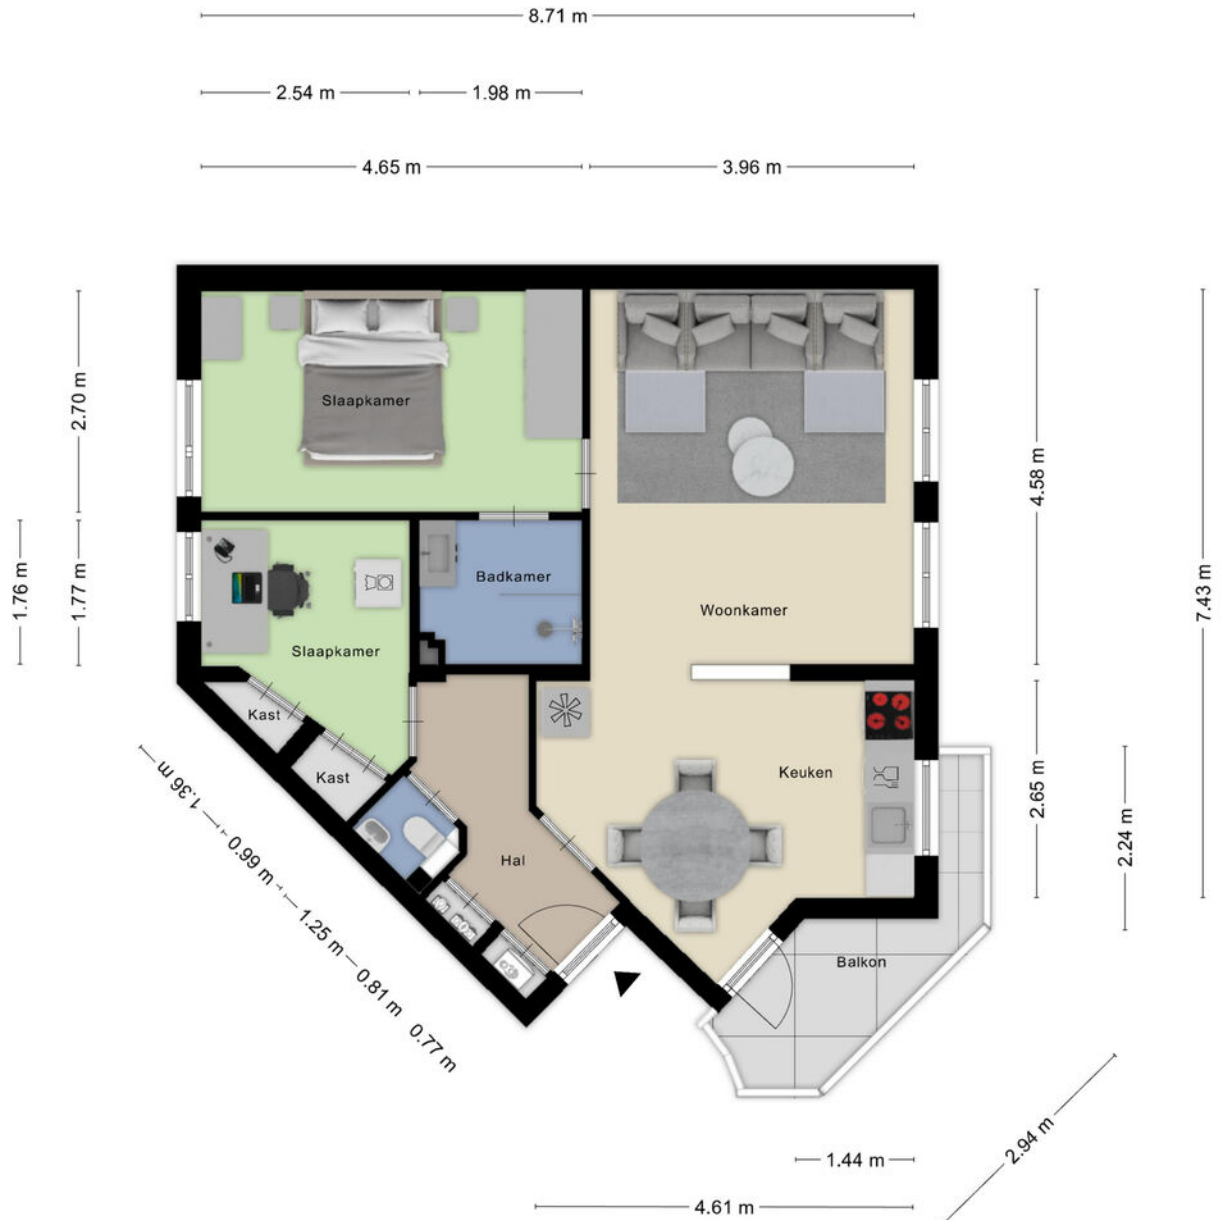 8.71 m
2.54 m
1.98 m
4.65 m
3.96 m
2.70 m
1.77 m
1.76 m
4.58 m
7.43 m
2.65 m
2.24 m
Slaapkamer
Badkamer
Woonkamer
Slaapkamer
Kast
Kast
Keuken
Hal
Balkon
1.36 m
0.99 m
1.25 m
0.81 m
0.77 m
2.94 m
1.44 m
4.61 m